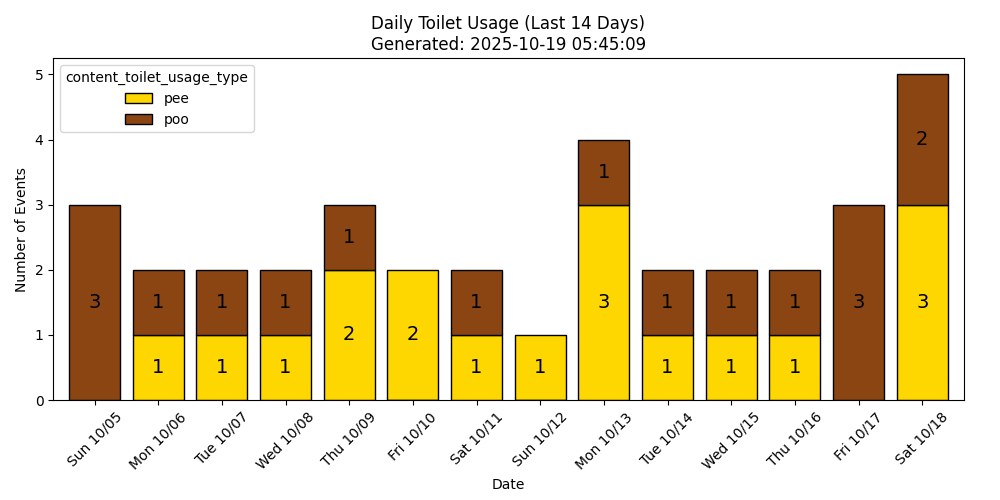 Daily Toilet Usage (Last 14 Days)
Generated: 2025-10-19 05:45:09
content_toilet_usage_type
pee
poo
Number of Events
5
4
3
2
1
0
3
1
1
1
1
1
1
1
2
2
1
1
1
1
3
1
1
1
1
1
1
3
2
3
Sun 10/05
Mon 10/06
Tue 10/07
Wed 10/08
Thu 10/09
Fri 10/10
Sat 10/11
Sun 10/12
Mon 10/13
Tue 10/14
Wed 10/15
Thu 10/16
Fri 10/17
Sat 10/18
Date